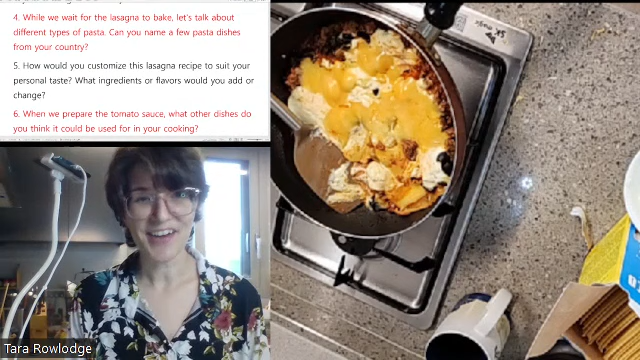 4. While we wait for the lasagna to bake, let's talk about
different types of pasta. Can you name a few pasta dishes
from your country?
5. How would you customize this lasagna recipe to suit your
personal taste? What ingredients or flavors would you add or
change?
6. When we prepare the tomato sauce, what other dishes do
you think it could be used for in your cooking?
Tara Rowlodge